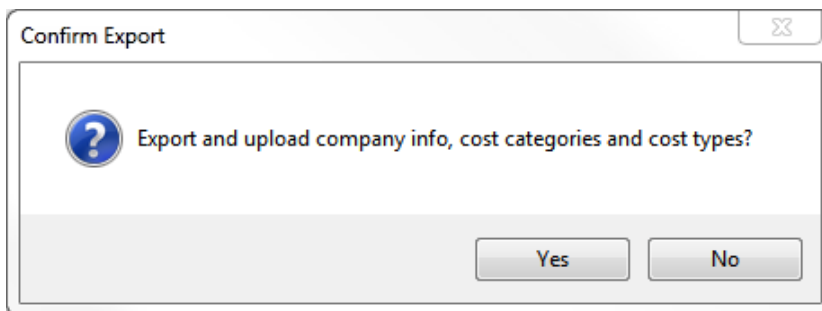 Confirm Export
Export and upload company info, cost categories and cost types?
Yes
No